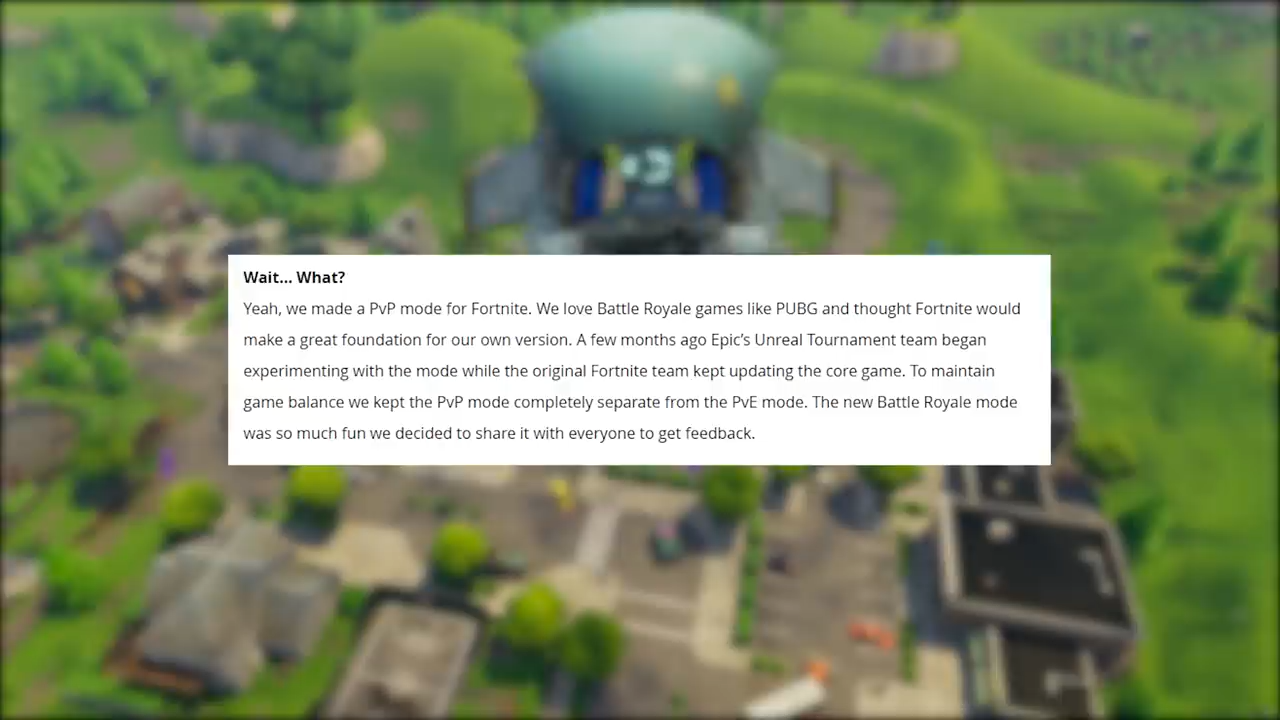 Wait... What?
Yeah, we made a PvP mode for Fortnite. We love Battle Royale games like PUBG and thought Fortnite would
make a great foundation for our own version. A few months ago Epic’s Unreal Tournament team began
experimenting with the mode while the original Fortnite team kept updating the core game. To maintain
game balance we kept the PvP mode completely separate from the PvE mode. The new Battle Royale mode
was so much fun we decided to share it with everyone to get feedback.